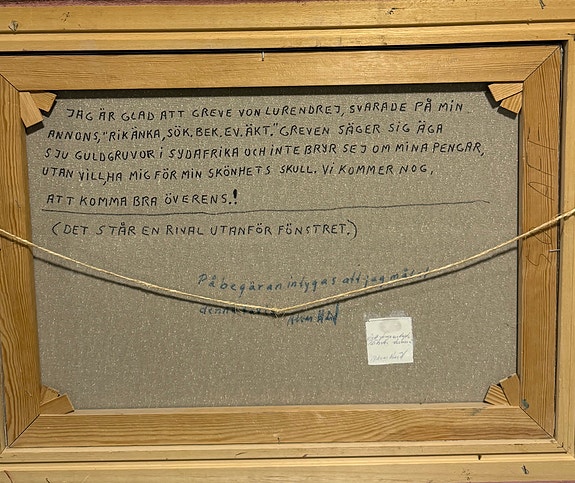 JAG ÄR GLAD ATT GREVE VON LURENDREJ, SVARADE PÅ MIN
ANNONS, "RIKÄNKA, SÖK. BEK. EV. ÄKT." GREVEN SÄGER SIG ÄGA
SJU GULDGRUVOR I SYDAFRIKA OCH INTE BRYR SEJ OM MINA PENGAR,
UTAN VILL, HA MIG FÖR MIN SKÖNHETS SKULL. VI KOMMER NOG,
ATT KOMMA BRA ÖVERENS.!
(DET STÅR EN RIVAL UTANFÖR FÖNSTRET.)
På begäran intygas att jag målat
denna